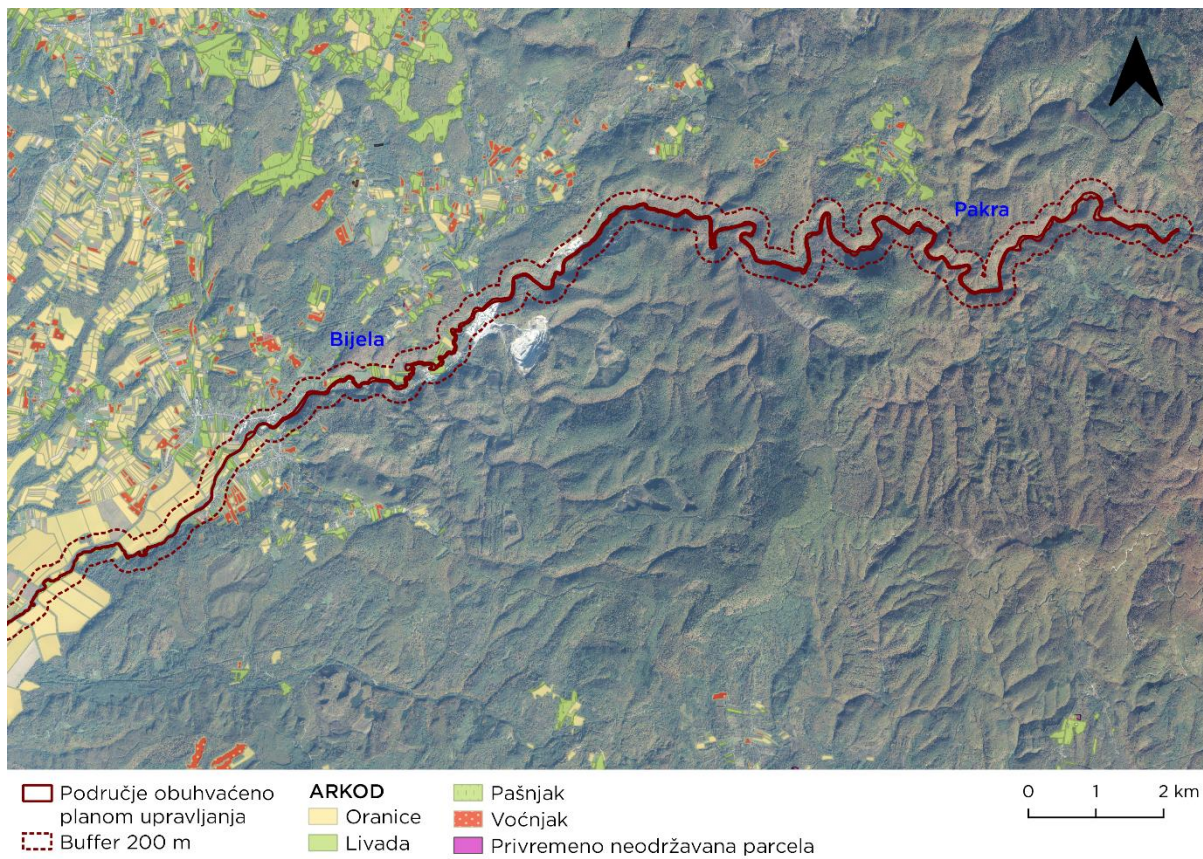 Pakra
Bijela
Područje obuhvaćeno
planom upravljanja
Buffer 200 m
ARKOD
Oranice
Livada
Pašnjak
Voćnjak
Privremeno neodržavana parcela
0 1 2 km